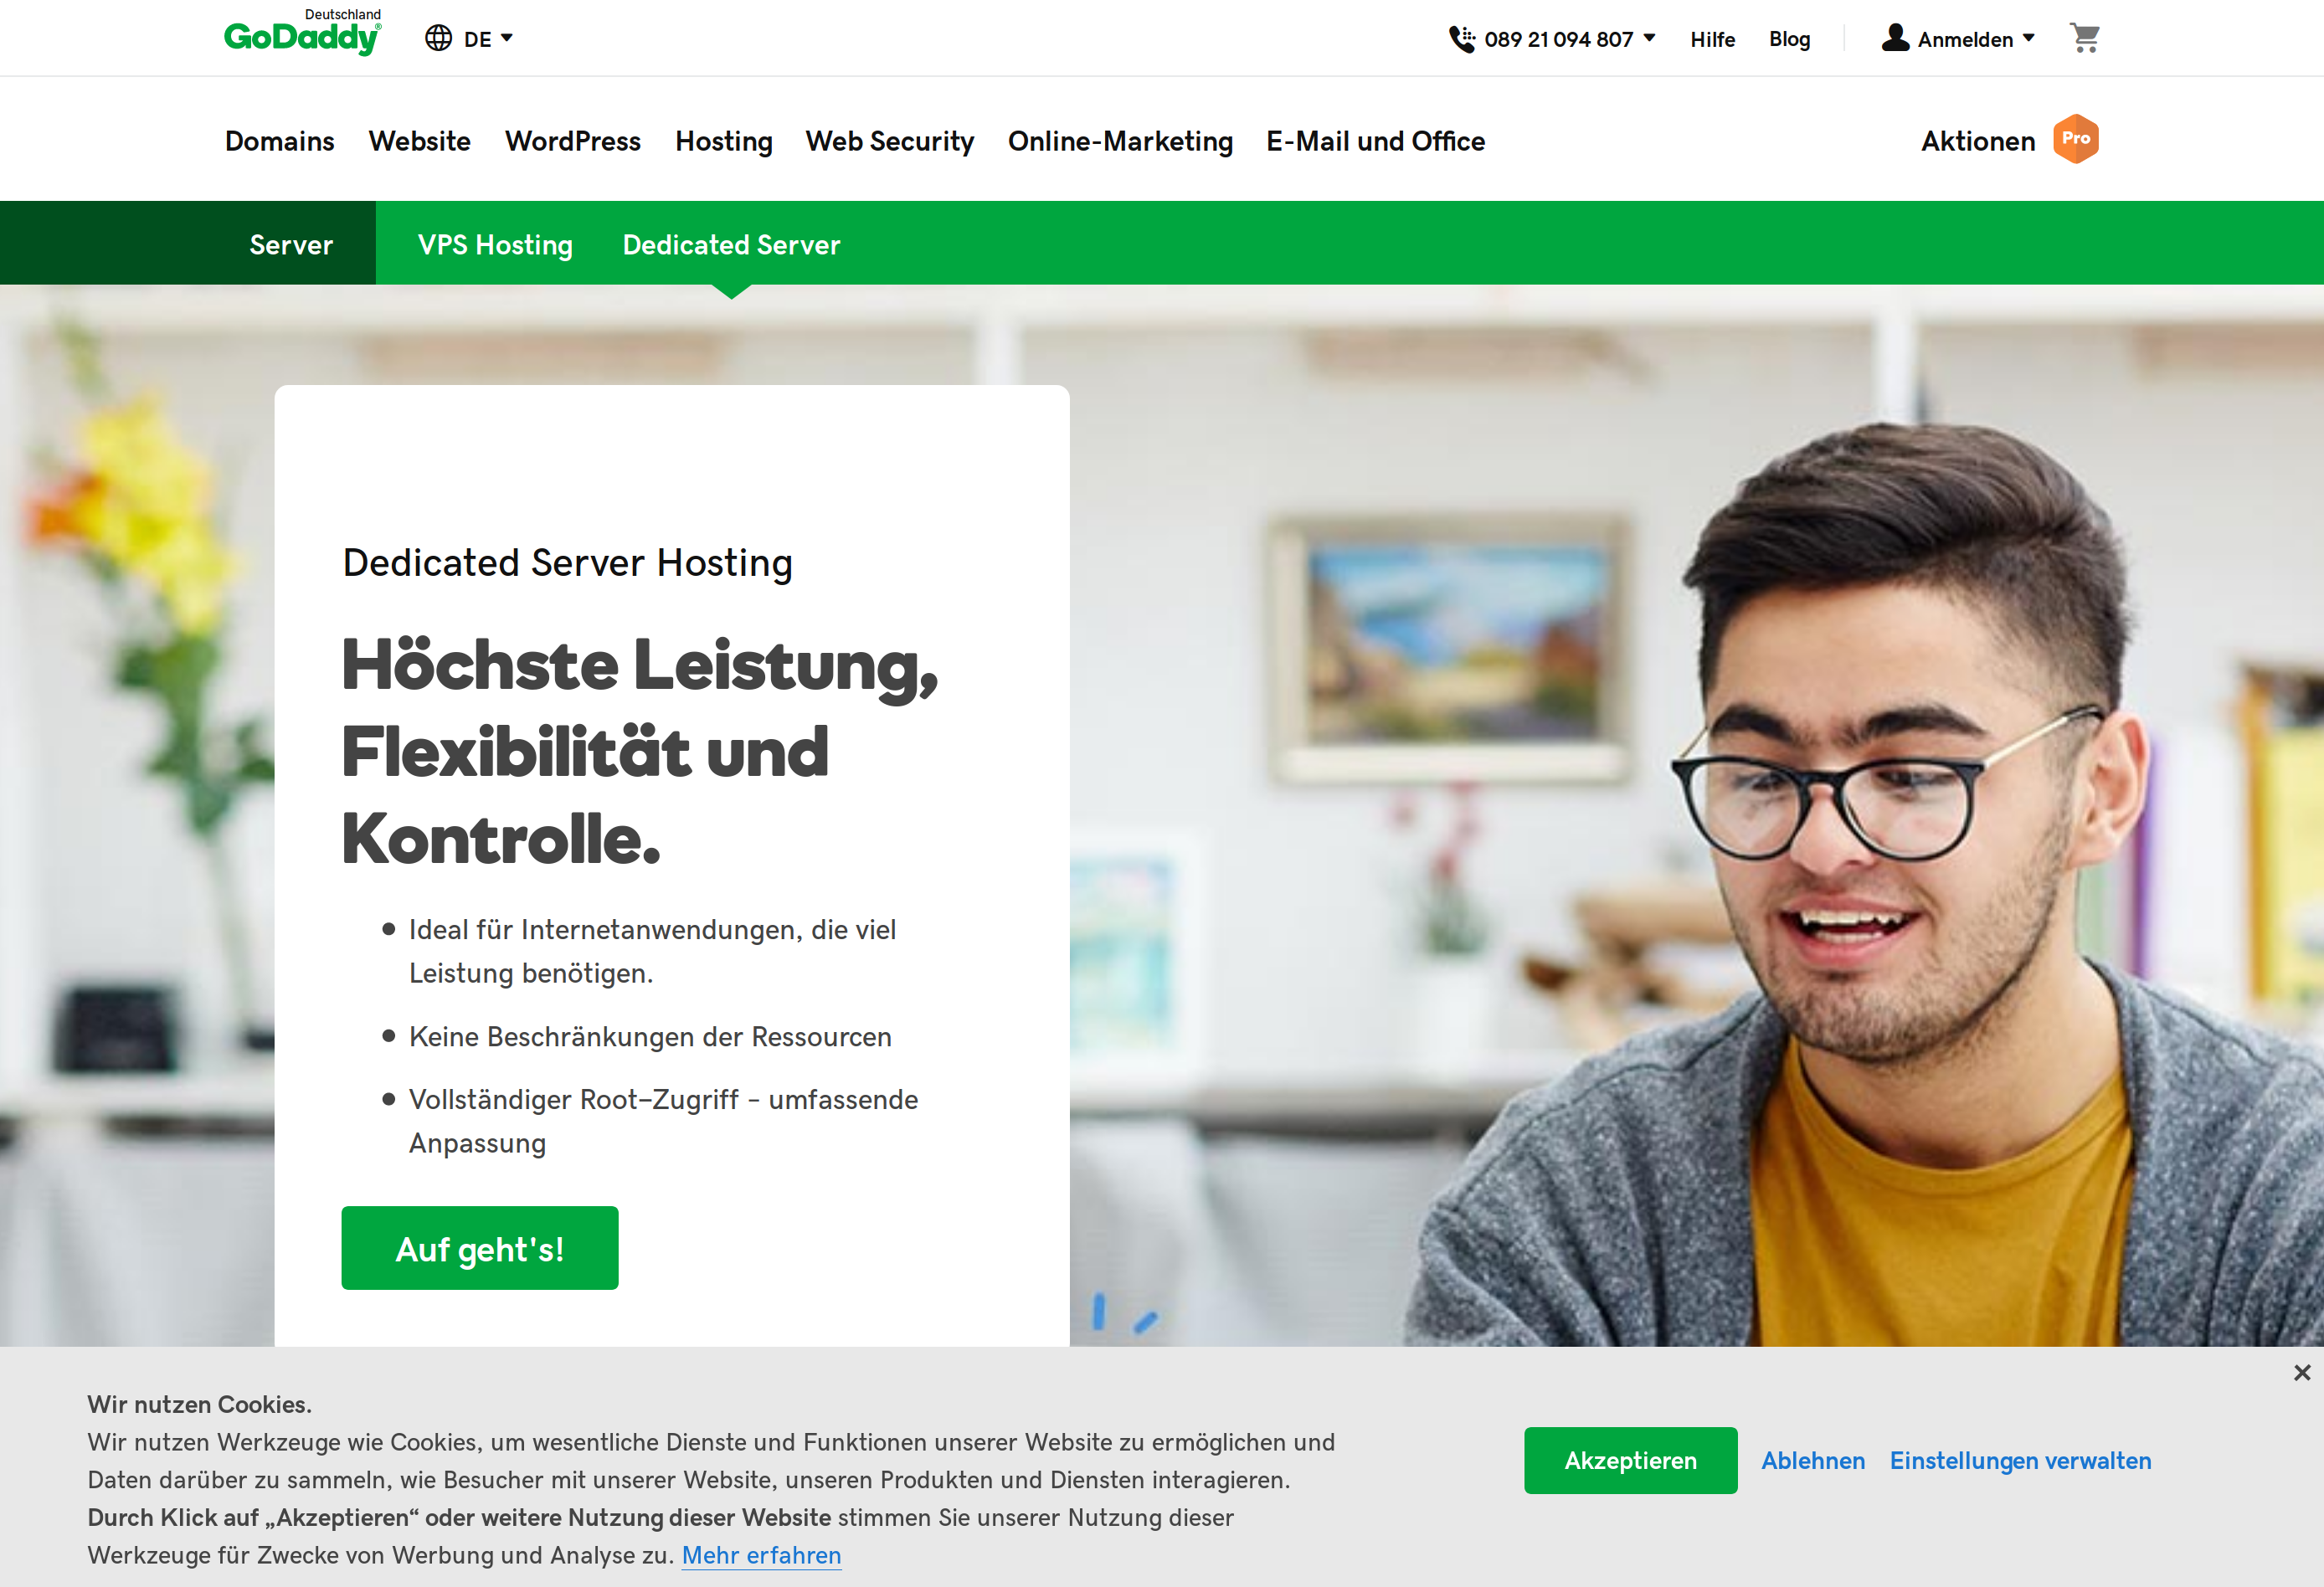 Deutschland
GoDaddy®
DE
089 21 094 807
Hilfe
Blog
Anmelden
Domains
Website
WordPress
Hosting
Web Security
Online-Marketing
E-Mail und Office
Aktionen
Pro
Server
VPS Hosting
Dedicated Server
Dedicated Server Hosting
Höchste Leistung,
Flexibilität und
Kontrolle.
Ideal für Internetanwendungen, die viel
Leistung benötigen.
Keine Beschränkungen der Ressourcen
Vollständiger Root–Zugriff - umfassende
Anpassung
Auf geht's!
Wir nutzen Cookies.
Wir nutzen Werkzeuge wie Cookies, um wesentliche Dienste und Funktionen unserer Website zu ermöglichen und
Daten darüber zu sammeln, wie Besucher mit unserer Website, unseren Produkten und Diensten interagieren.
Durch Klick auf „Akzeptieren“ oder weitere Nutzung dieser Website stimmen Sie unserer Nutzung dieser
Werkzeuge für Zwecke von Werbung und Analyse zu. Mehr erfahren
Akzeptieren
Ablehnen
Einstellungen verwalten